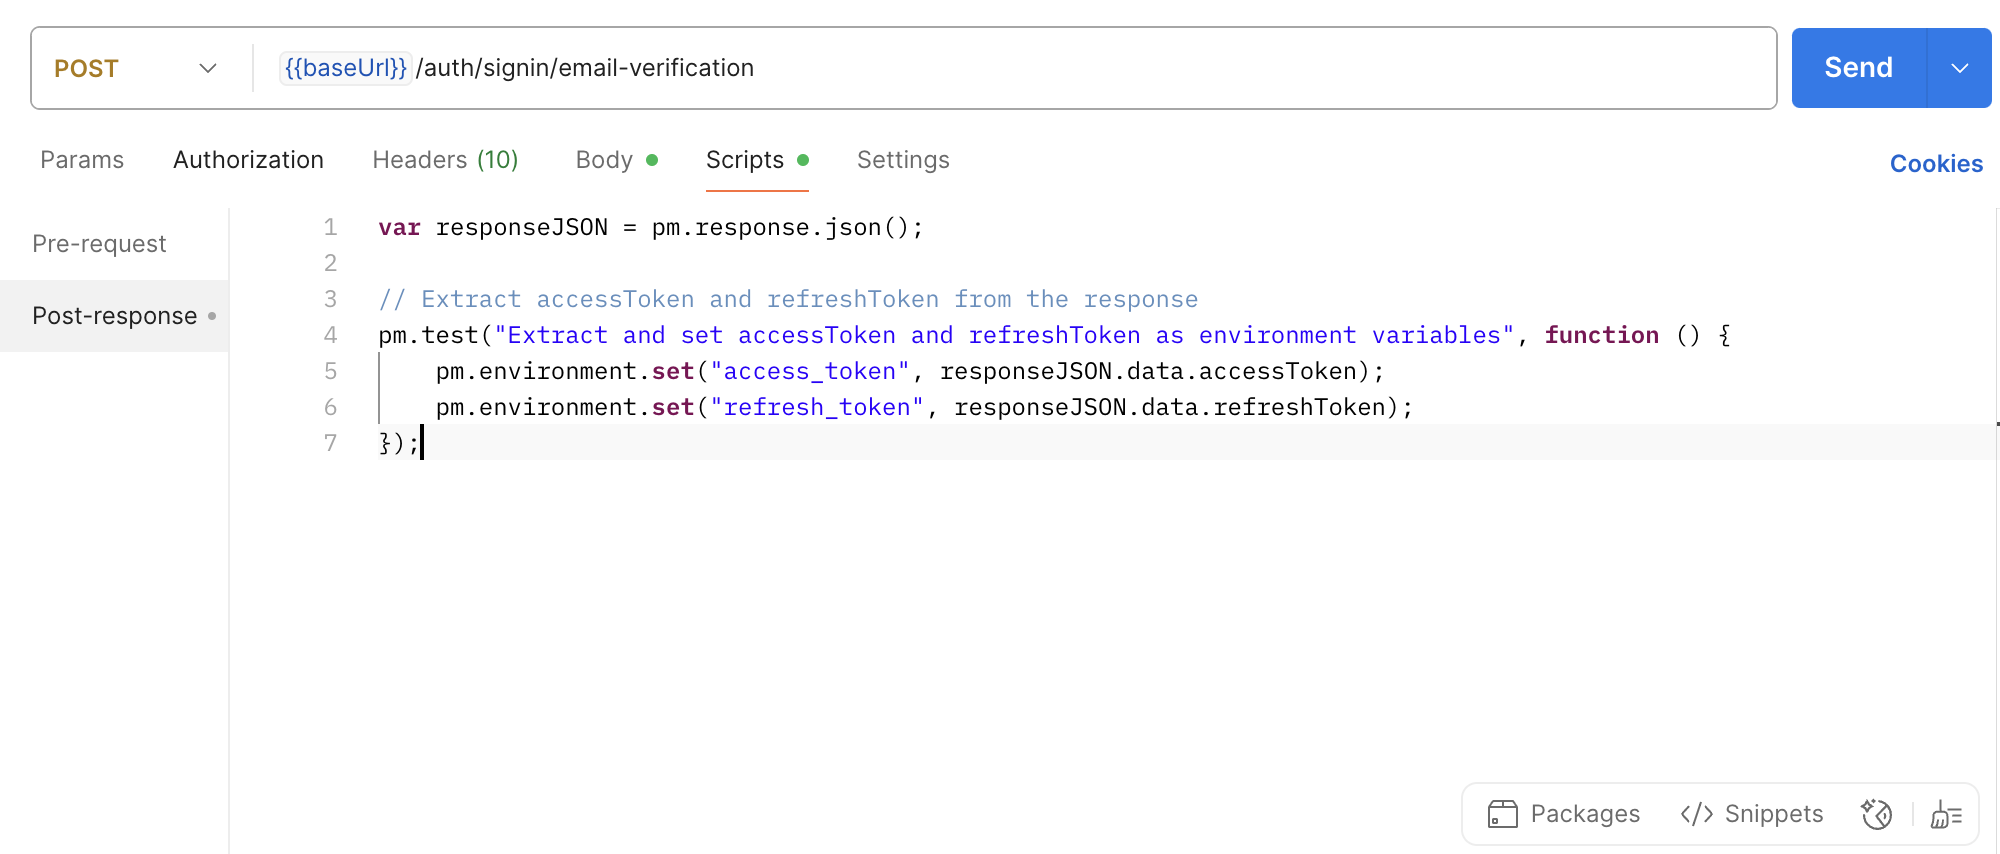 POST {{baseUrl}}/auth/signin/email-verification Send
Params Authorization Headers (10) Body Scripts Settings Cookies
Pre-request
Post-response
1 var responseJSON = pm.response.json();
2
3 // Extract accessToken and refreshToken from the response
4 pm.test("Extract and set accessToken and refreshToken as environment variables", function () {
5     pm.environment.set("access_token", responseJSON.data.accessToken);
6     pm.environment.set("refresh_token", responseJSON.data.refreshToken);
7 });
Packages </> Snippets